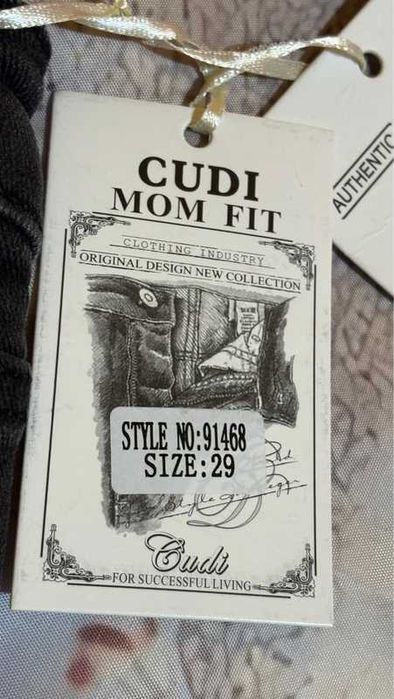 CUDI
MOM FIT
CLOTHING INDUSTRY
ORIGINAL DESIGN NEW COLLECTION
STYLE NO:91468
SIZE:29
Cudi
FOR SUCCESSFUL LIVING
AUTHENTIC